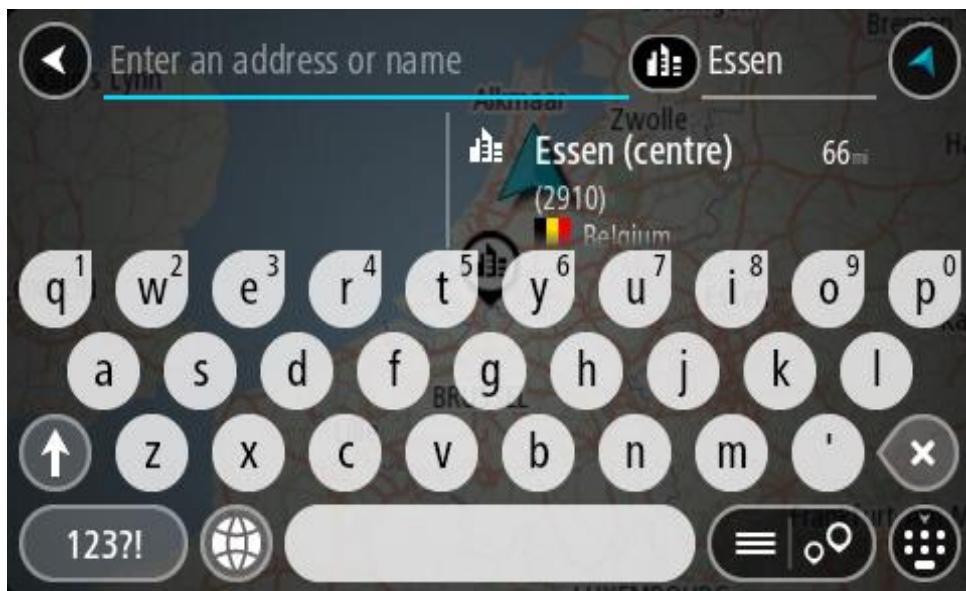 Enter an address or name Essen
Alkmaar
Zwolle
Essen (centre) 66 mi
(2910)
Belgium
q 1 w 2 e 3 r 4 t 5 y 6 u 7 i 8 o 9 p 0
a s d f g h j k l
z x c v b n m '
123?!